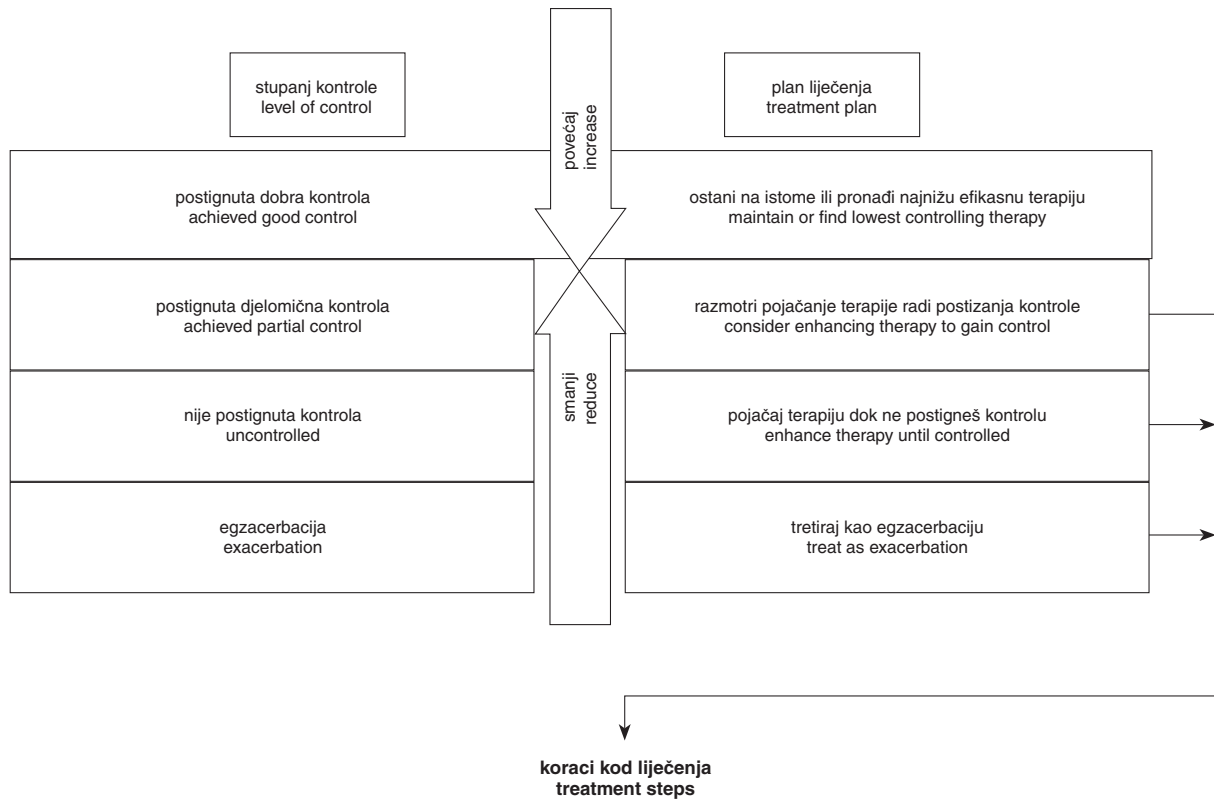 stupanj kontrole
level of control
povećaj
increase
plan liječenja
treatment plan
postignuta dobra kontrola
achieved good control
ostani na istome ili pronađi najnižu efikasnu terapiju
maintain or find lowest controlling therapy
postignuta djelomična kontrola
achieved partial control
razmotri pojačanje terapije radi postizanja kontrole
consider enhancing therapy to gain control
smanji
reduce
nije postignuta kontrola
uncontrolled
pojačaj terapiju dok ne postigneš kontrolu
enhance therapy until controlled
egzacerbacija
exacerbation
tretiraj kao egzacerbaciju
treat as exacerbation
koraci kod liječenja
treatment steps